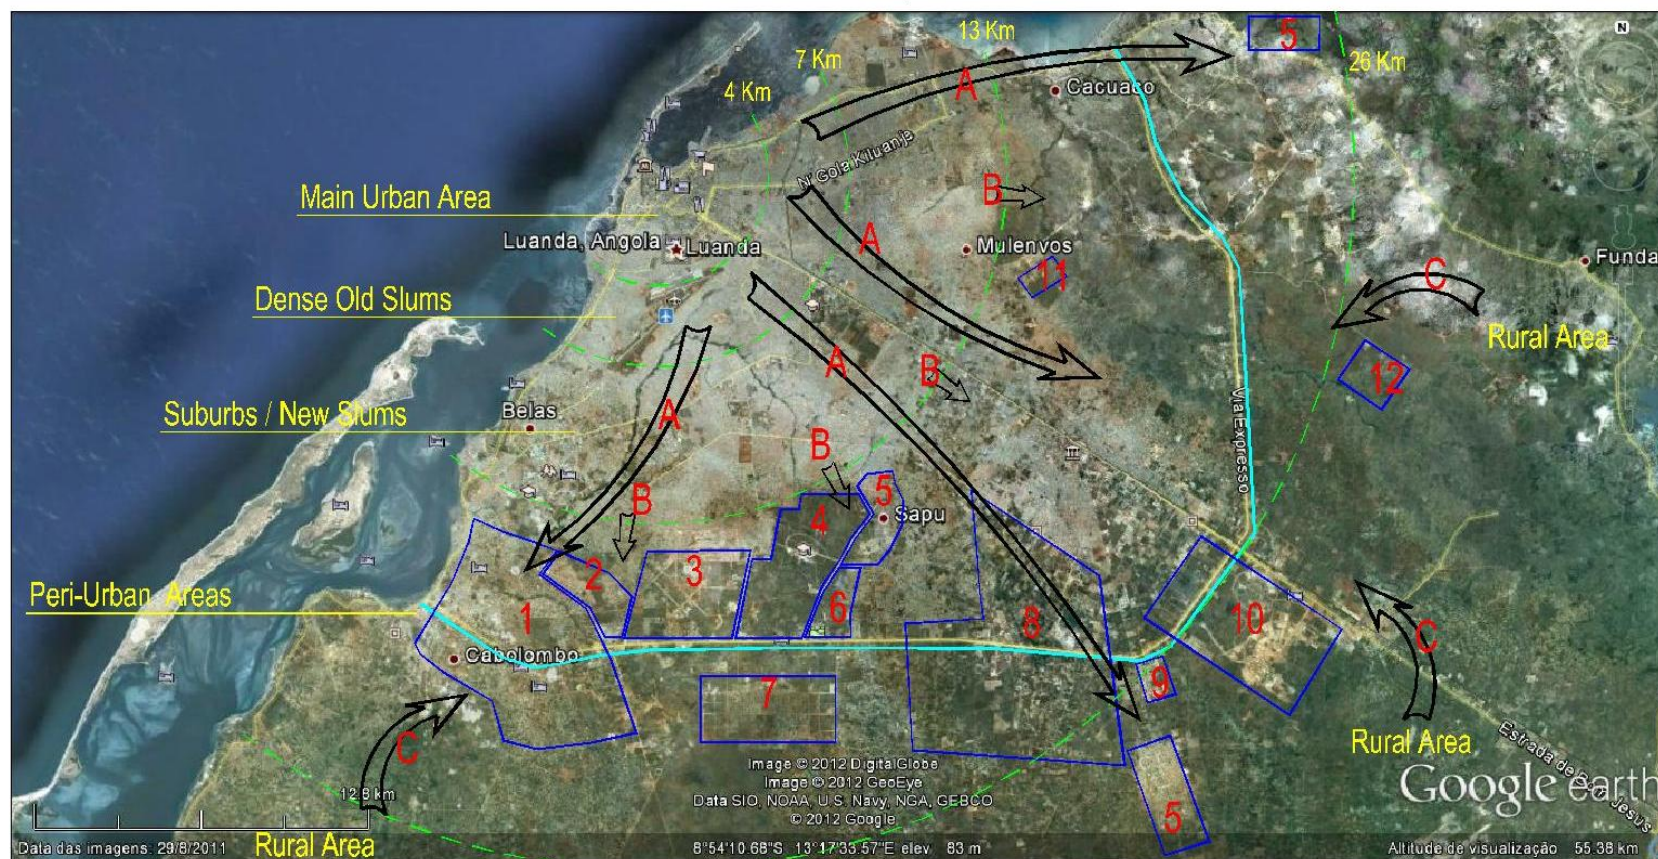 5
N
13 Km
7 Km
26 Km
4 Km
A
Cacuaco
N' Gola Kiluanje
B
Main Urban Area
Luanda, Angola
Luanda
A
Mulenvos
Funda
11
C
Dense Old Slums
Rural Area
A
B
12
Suburbs / New Slums
Belas
A
Via Expresso
B
5
B
4
Sapu
Peri-Urban Areas
2
3
1
6
8
10
C
Cabolombo
9
7
C
Rural Area
Estrada de Bom Jesus
Image © 2012 DigitalGlobe
Image © 2012 GeoEye
Data SIO, NOAA, U.S. Navy, NGA, GEBCO
© 2012 Google
Google earth
12.8 km
5
Rural Area
Data das imagens: 29/8/2011
8°54'10.68"S 13°17'33.57"E elev 83 m
Altitude de visualização 55.38 km